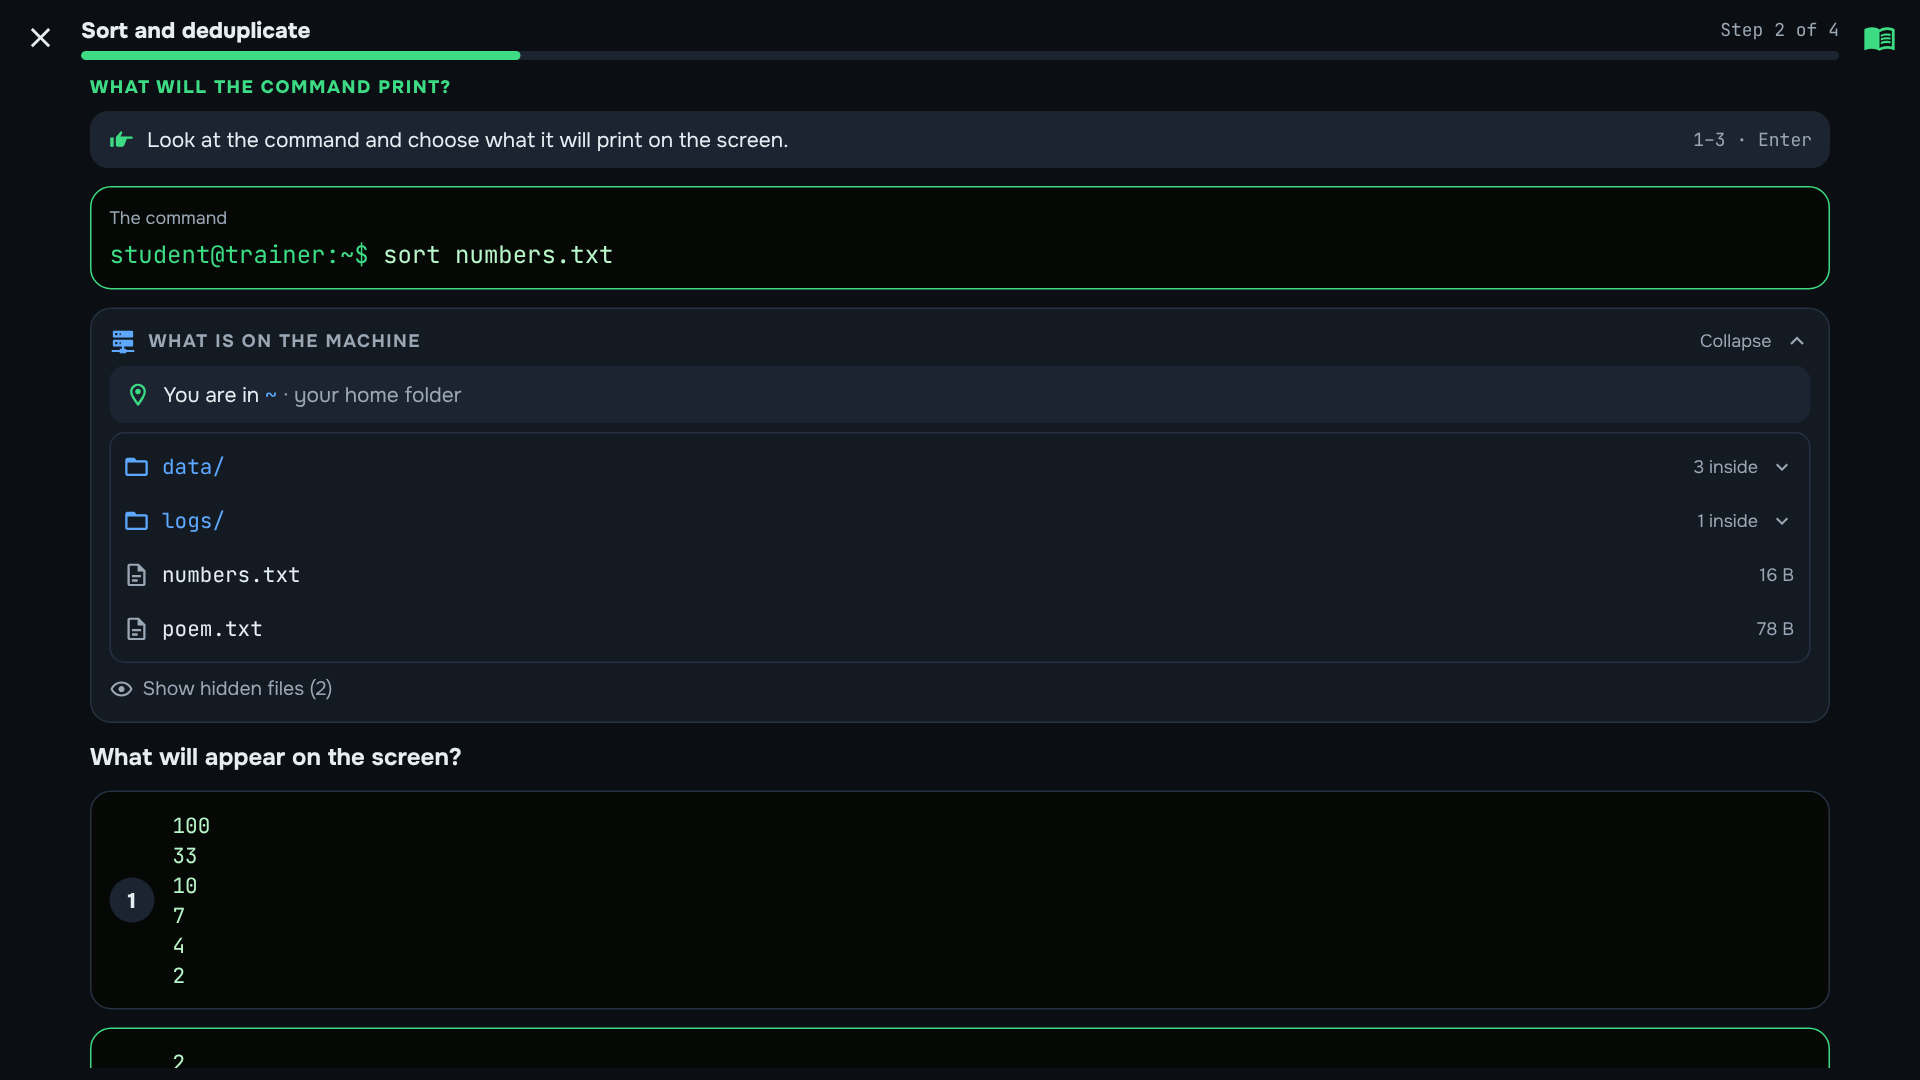 Sort and deduplicate
Step 2 of 4
WHAT WILL THE COMMAND PRINT?
Look at the command and choose what it will print on the screen.
1–3 · Enter
The command
student@trainer:~$ sort numbers.txt
WHAT IS ON THE MACHINE
Collapse
You are in ~ · your home folder
data/
3 inside
logs/
1 inside
numbers.txt
16 B
poem.txt
78 B
Show hidden files (2)
What will appear on the screen?
1
100
33
10
7
4
2
2